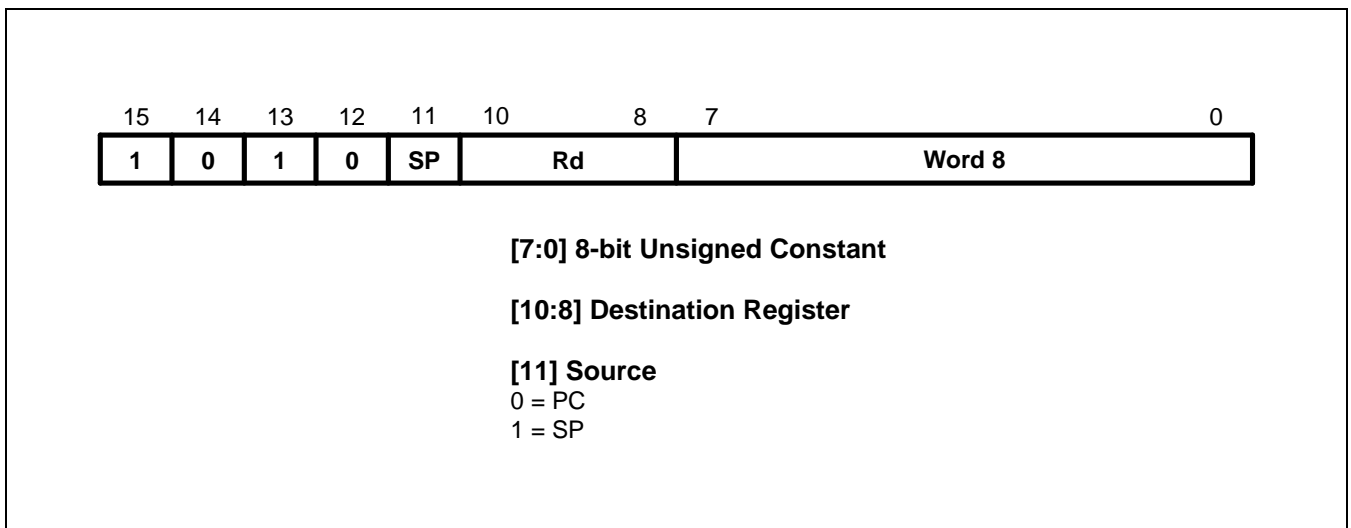 15 14 13 12 11 10 8 7 0
1 0 1 0 SP Rd Word 8
[7:0] 8-bit Unsigned Constant
[10:8] Destination Register
[11] Source
0 = PC
1 = SP